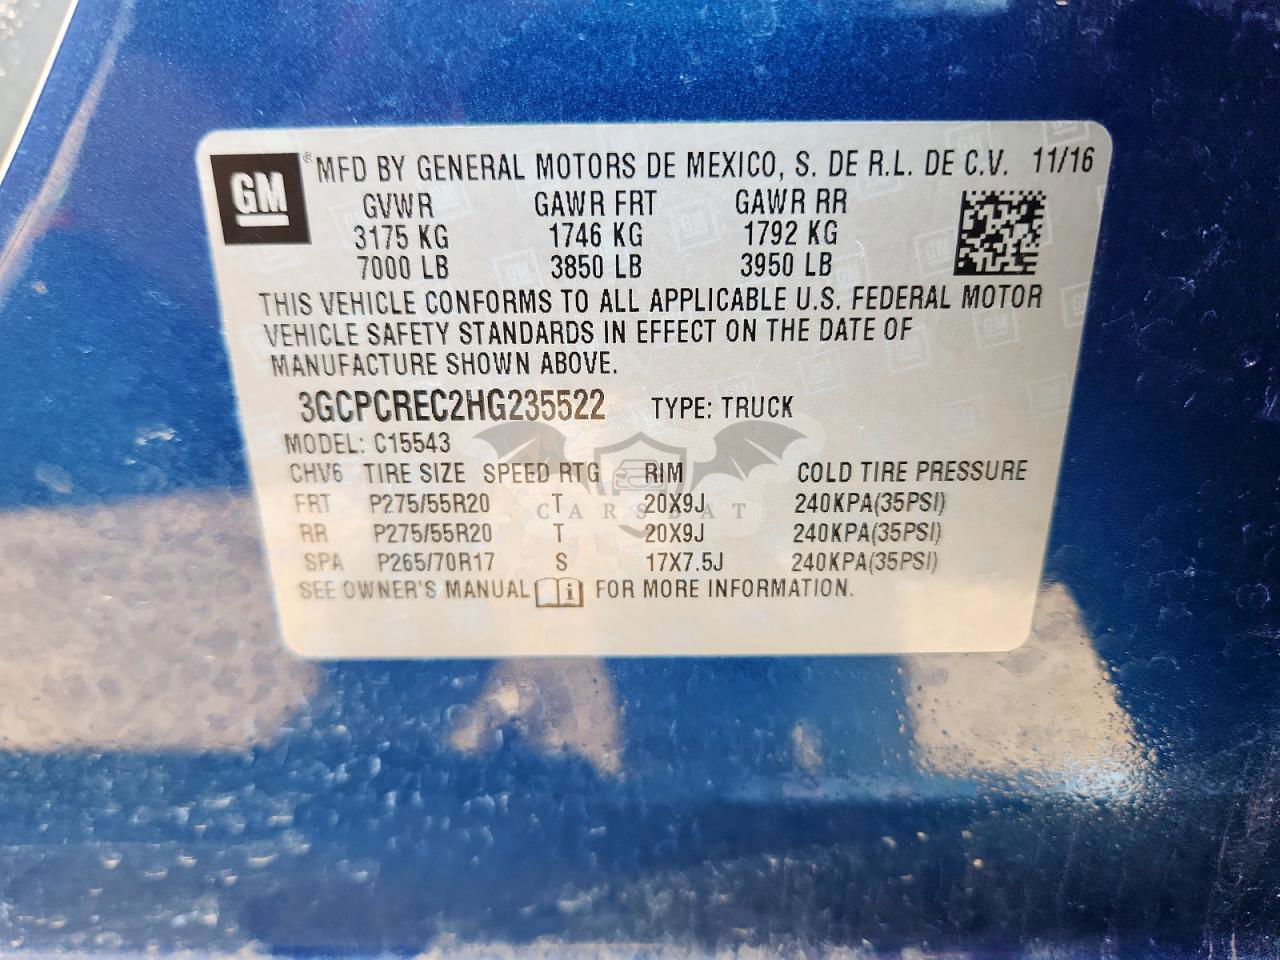 GM ® MFD BY GENERAL MOTORS DE MEXICO, S. DE R.L. DE C.V. 11/16
GVWR GAWR FRT GAWR RR
3175 KG 1746 KG 1792 KG
7000 LB 3850 LB 3950 LB
THIS VEHICLE CONFORMS TO ALL APPLICABLE U.S. FEDERAL MOTOR
VEHICLE SAFETY STANDARDS IN EFFECT ON THE DATE OF
MANUFACTURE SHOWN ABOVE.
3GCPCREC2HG235522 TYPE: TRUCK
MODEL: C15543
CHV6 TIRE SIZE SPEED RTG RIM COLD TIRE PRESSURE
FRT P275/55R20 T 20X9J 240KPA(35PSI)
CARSDAT
RR P275/55R20 T 20X9J 240KPA(35PSI)
SPA P265/70R17 S 17X7.5J 240KPA(35PSI)
SEE OWNER'S MANUAL i FOR MORE INFORMATION.